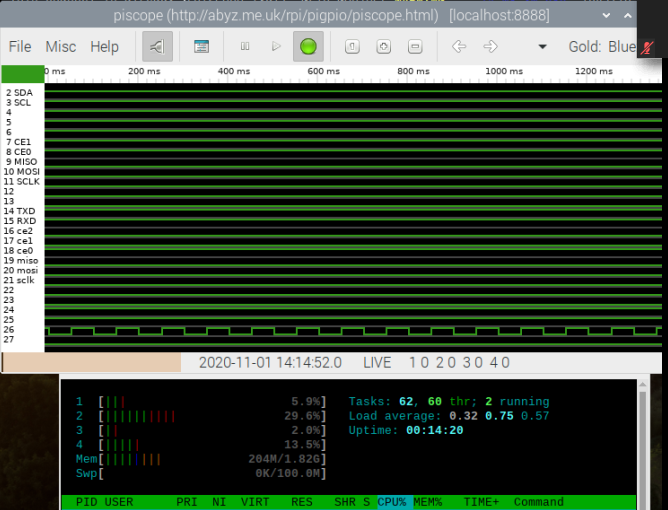 piscope (http://abyz.me.uk/rpi/pigpio/piscope.html) [localhost:8888]
File Misc Help Gold: Blue
0 ms 200 ms 400 ms 600 ms 800 ms 1000 ms 1200 ms
2 SDA
3 SCL
4
5
6
7 CE1
8 CE0
9 MISO
10 MOSI
11 SCLK
12
13
14 TXD
15 RXD
16 ce2
17 ce1
18 ce0
19 miso
20 mosi
21 sclk
22
23
24
25
26
27
2020-11-01 14:14:52.0 LIVE 1 0 2 0 3 0 4 0
1 [||| 5.9%] Tasks: 62, 60 thr; 2 running
2 [|||||||||| 29.6%] Load average: 0.32 0.75 0.57
3 [|| 2.0%] Uptime: 00:14:20
4 [||||| 13.5%]
Mem[|||||||| 204M/1.82G]
Swp[ 0K/100.0M]
PID USER PRI NI VIRT RES SHR S CPU% MEM% TIME+ Command